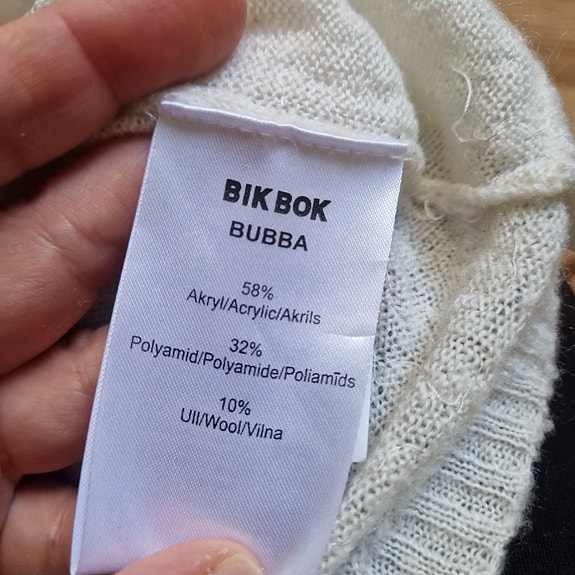 BIK BOK
BUBBA
58%
Akryl/Acrylic/Akrils
32%
Polyamid/Polyamide/Poliamīds
10%
Ull/Wool/Vilna